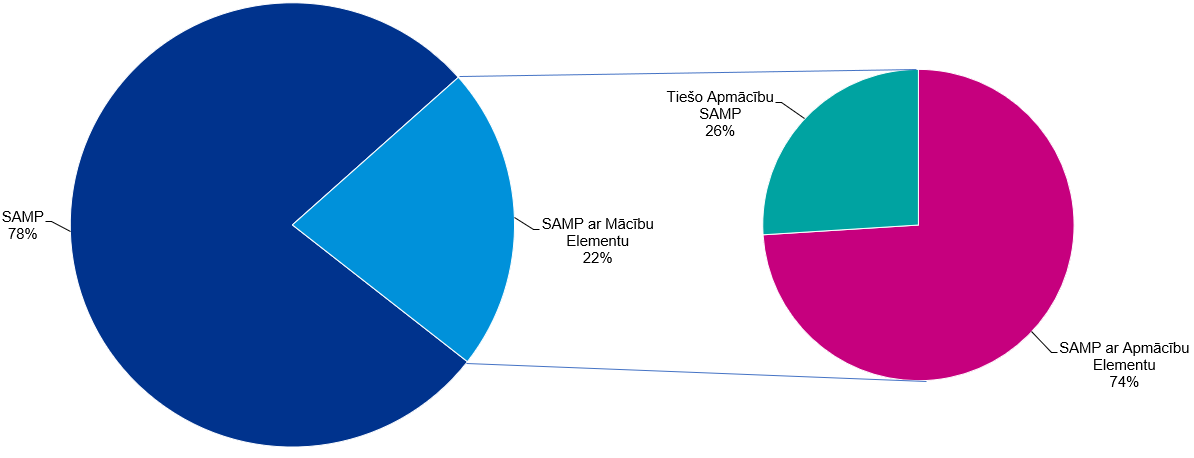 SAMP
78%
SAMP ar Mācību
Elementu
22%
Tiešo Apmācību
SAMP
26%
SAMP ar Apmācību
Elementu
74%